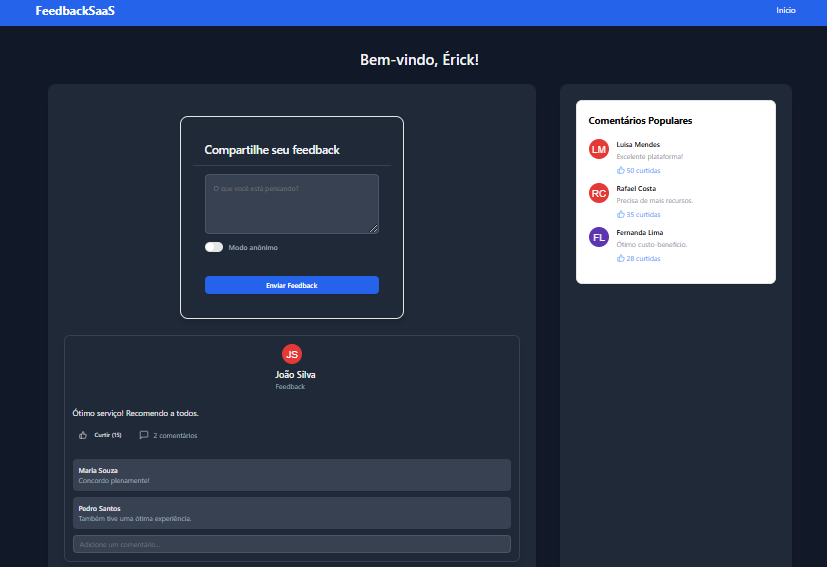 FeedbackSaaS
Início
Bem-vindo, Érick!
Compartilhe seu feedback
O que você está pensando?
Modo anônimo
Enviar Feedback
JS
João Silva
Feedback
Ótimo serviço! Recomendo a todos.
Curtir (15)
2 comentários
Maria Souza
Concordo plenamente!
Pedro Santos
Também tive uma ótima experiência.
Adicione um comentário...
Comentários Populares
LM
Luisa Mendes
Excelente plataforma!
50 curtidas
RC
Rafael Costa
Precisa de mais recursos.
35 curtidas
FL
Fernanda Lima
Ótimo custo-benefício.
28 curtidas